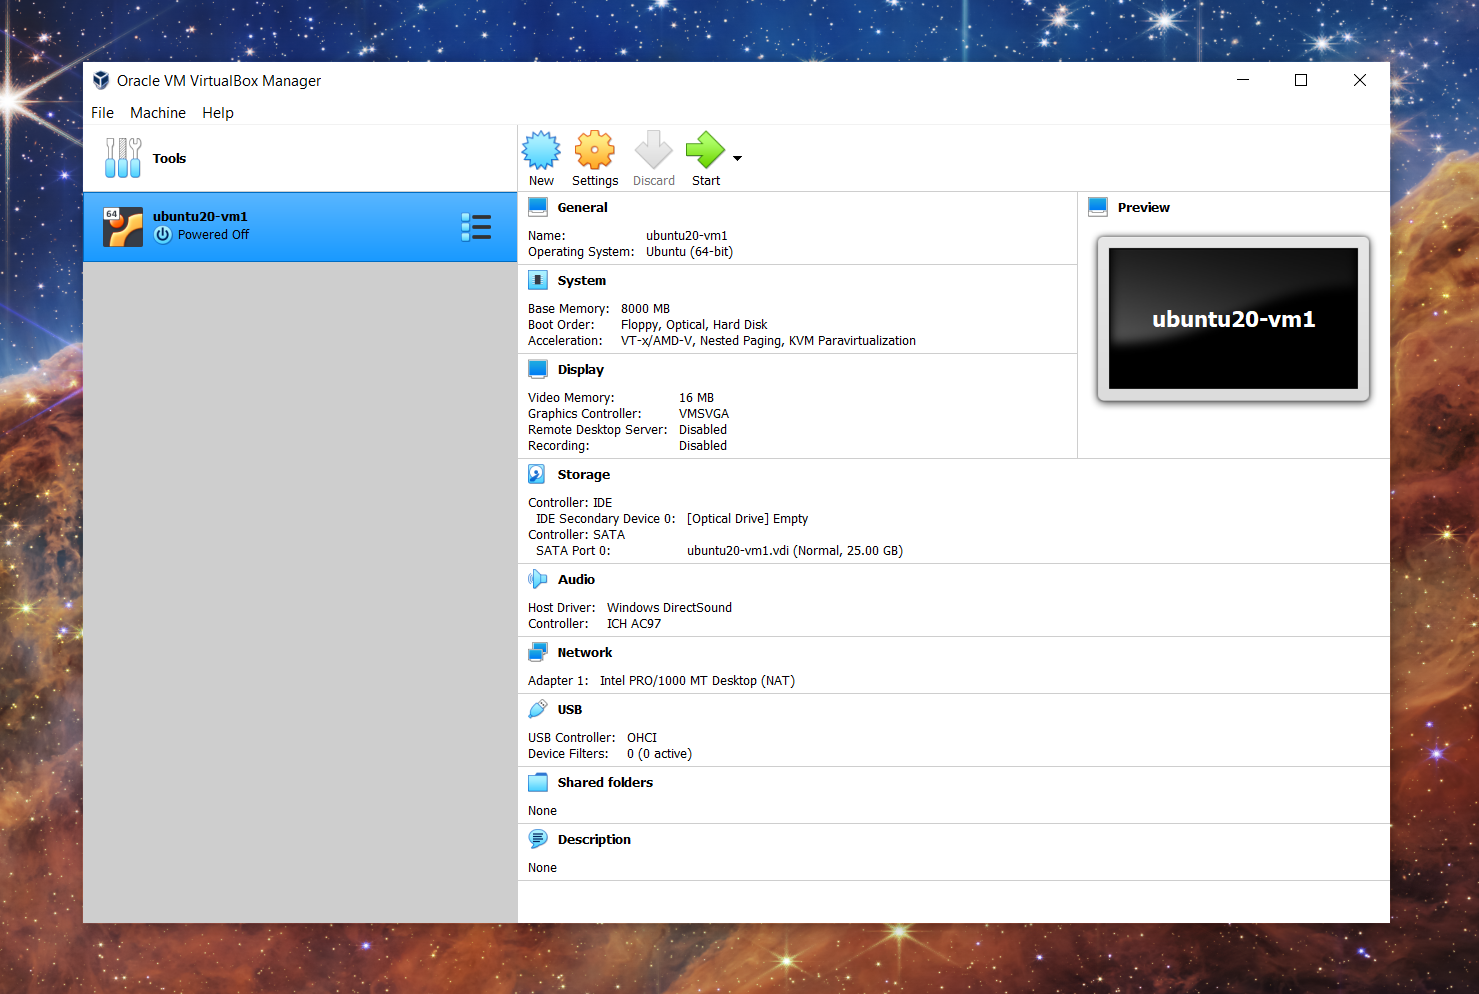 Oracle VM VirtualBox Manager
File Machine Help
Tools
New Settings Discard Start
64
ubuntu20-vm1
Powered Off
General
Name: ubuntu20-vm1
Operating System: Ubuntu (64-bit)
System
Base Memory: 8000 MB
Boot Order: Floppy, Optical, Hard Disk
Acceleration: VT-x/AMD-V, Nested Paging, KVM Paravirtualization
Display
Video Memory: 16 MB
Graphics Controller: VMSVGA
Remote Desktop Server: Disabled
Recording: Disabled
Preview
ubuntu20-vm1
Storage
Controller: IDE
IDE Secondary Device 0: [Optical Drive] Empty
Controller: SATA
SATA Port 0: ubuntu20-vm1.vdi (Normal, 25.00 GB)
Audio
Host Driver: Windows DirectSound
Controller: ICH AC97
Network
Adapter 1: Intel PRO/1000 MT Desktop (NAT)
USB
USB Controller: OHCI
Device Filters: 0 (0 active)
Shared folders
None
Description
None